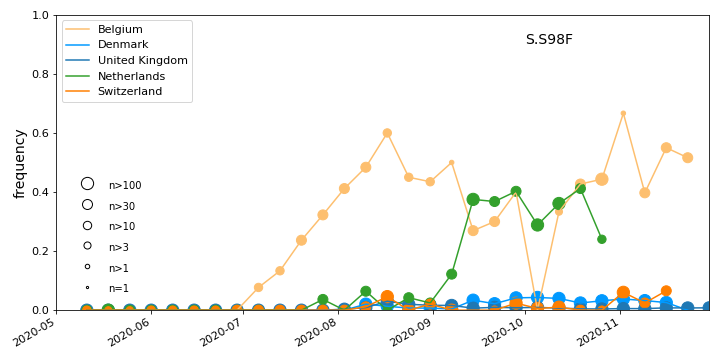 S.S98F
Belgium
Denmark
United Kingdom
Netherlands
Switzerland
frequency
1.0
0.8
0.6
0.4
0.2
0.0
n>100
n>30
n>10
n>3
n>1
n=1
2020-05
2020-06
2020-07
2020-08
2020-09
2020-10
2020-11